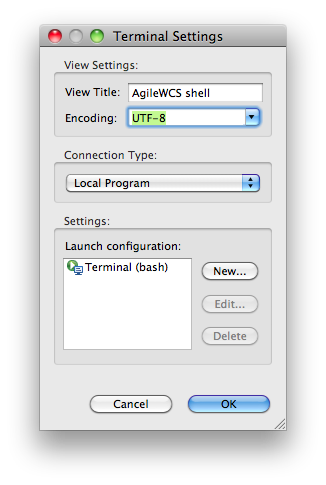 Terminal Settings
View Settings:
View Title: AgileWCS shell
Encoding: UTF-8
Connection Type:
Local Program
Settings:
Launch configuration:
Terminal (bash)
New...
Edit...
Delete
Cancel OK